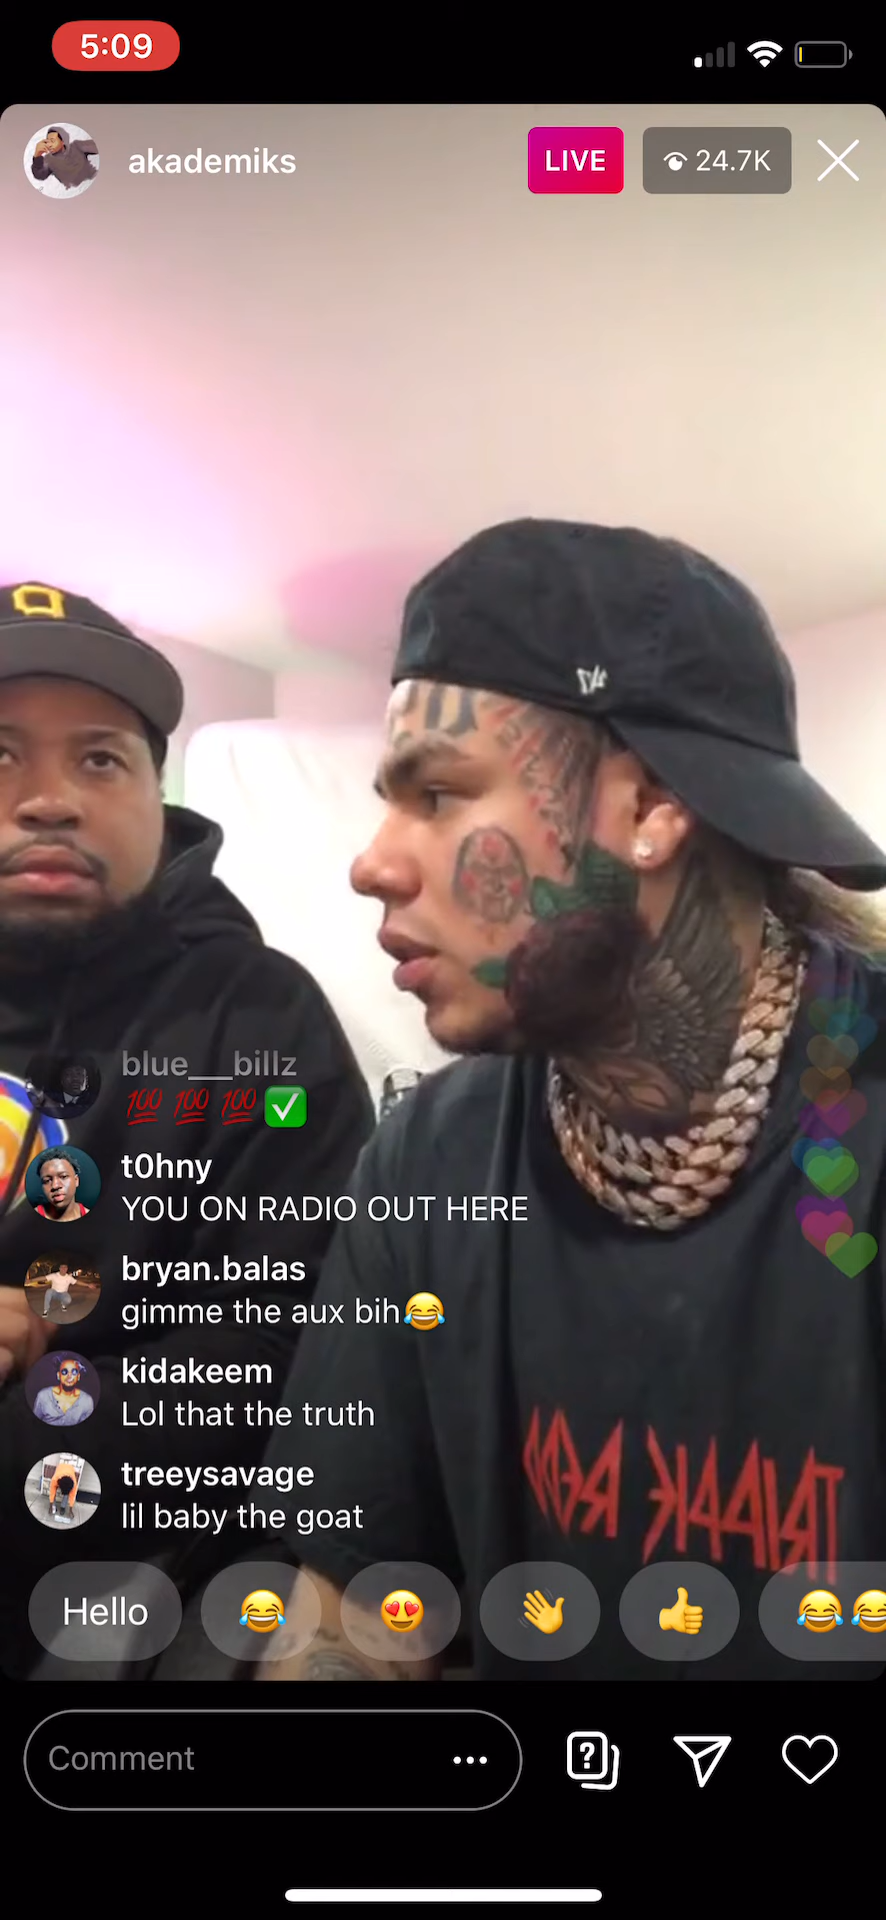 5:09
akademiks
LIVE
24.7K
blue___billz
💯 💯 💯 ✅
t0hny
YOU ON RADIO OUT HERE
bryan.balas
gimme the aux bih😂
kidakeem
Lol that the truth
treeysavage
lil baby the goat
Hello
😂
😍
👋
👍
😂😂
Comment